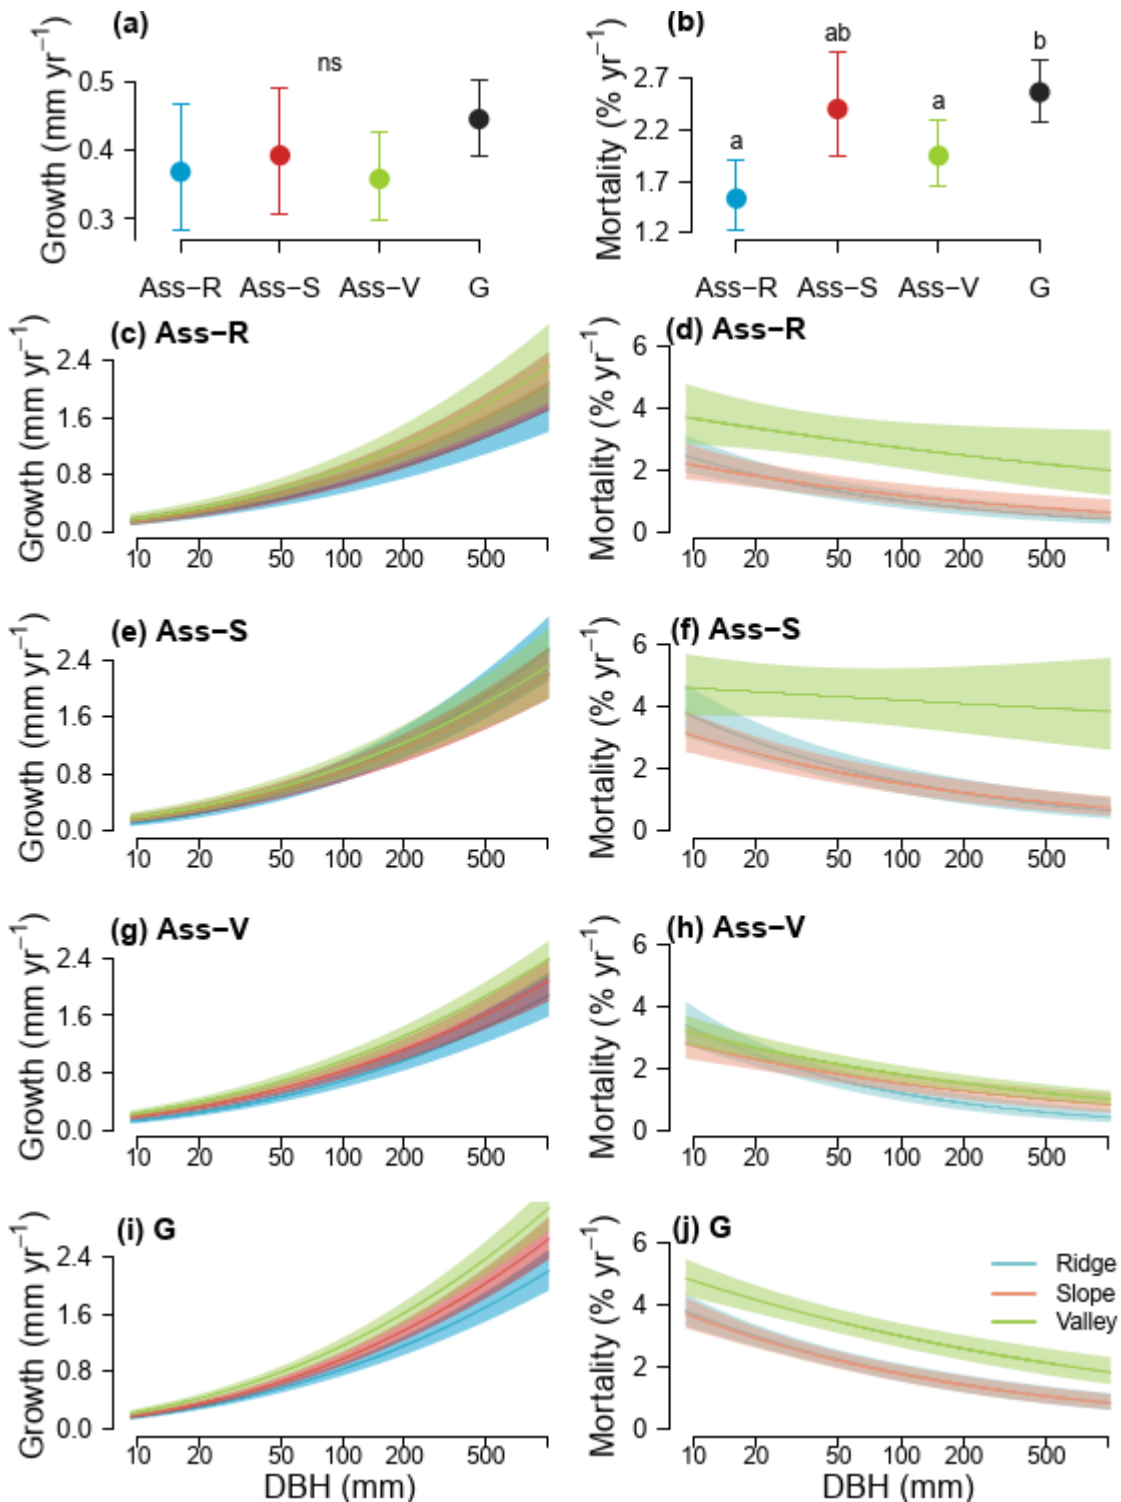 (a)
Growth (mm yr−1)
0.5
0.4
0.3
ns
Ass−R Ass−S Ass−V G
(b)
Mortality (% yr−1)
2.7
2.2
1.7
1.2
a
ab
a
b
Ass−R Ass−S Ass−V G
(c) Ass−R
Growth (mm yr−1)
2.4
1.6
0.8
0.0
10 20 50 100 200 500
(d) Ass−R
Mortality (% yr−1)
6
4
2
0
10 20 50 100 200 500
(e) Ass−S
Growth (mm yr−1)
2.4
1.6
0.8
0.0
10 20 50 100 200 500
(f) Ass−S
Mortality (% yr−1)
6
4
2
0
10 20 50 100 200 500
(g) Ass−V
Growth (mm yr−1)
2.4
1.6
0.8
0.0
10 20 50 100 200 500
(h) Ass−V
Mortality (% yr−1)
6
4
2
0
10 20 50 100 200 500
(i) G
Growth (mm yr−1)
2.4
1.6
0.8
0.0
10 20 50 100 200 500
DBH (mm)
(j) G
Mortality (% yr−1)
6
4
2
0
Ridge
Slope
Valley
10 20 50 100 200 500
DBH (mm)